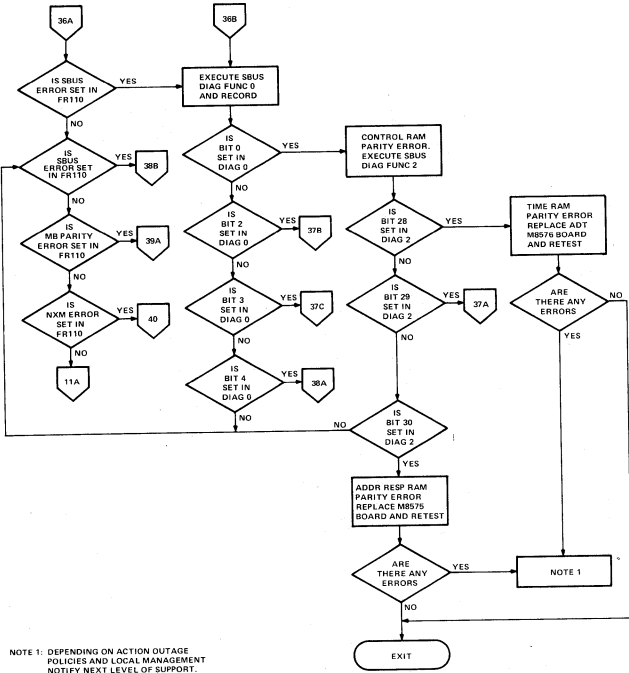 36A
36B
IS SBUS
ERROR SET IN
FR110
YES
NO
EXECUTE SBUS
DIAG FUNC 0
AND RECORD
IS
SBUS
ERROR SET
IN FR110
YES
38B
NO
IS
BIT 0
SET IN
DIAG 0
YES
NO
CONTROL RAM
PARITY ERROR.
EXECUTE SBUS
DIAG FUNC 2
IS
MB PARITY
ERROR SET IN
FR110
YES
39A
NO
IS
BIT 2
SET IN
DIAG 0
YES
37B
NO
IS
BIT 28
SET IN
DIAG 2
YES
NO
TIME RAM
PARITY ERROR
REPLACE ADT
M8576 BOARD
AND RETEST
IS
NXM ERROR
SET IN
FR110
YES
40
NO
11A
IS
BIT 3
SET IN
DIAG 0
YES
37C
NO
IS
BIT 29
SET IN
DIAG 2
YES
37A
NO
ARE
THERE ANY
ERRORS
NO
YES
IS
BIT 4
SET IN
DIAG 0
YES
38A
NO
IS
BIT 30
SET IN
DIAG 2
NO
YES
ADDR RESP RAM
PARITY ERROR
REPLACE M8575
BOARD AND RETEST
ARE
THERE ANY
ERRORS
YES
NO
NOTE 1
EXIT
NOTE 1: DEPENDING ON ACTION OUTAGE
POLICIES AND LOCAL MANAGEMENT
NOTIFY NEXT LEVEL OF SUPPORT.